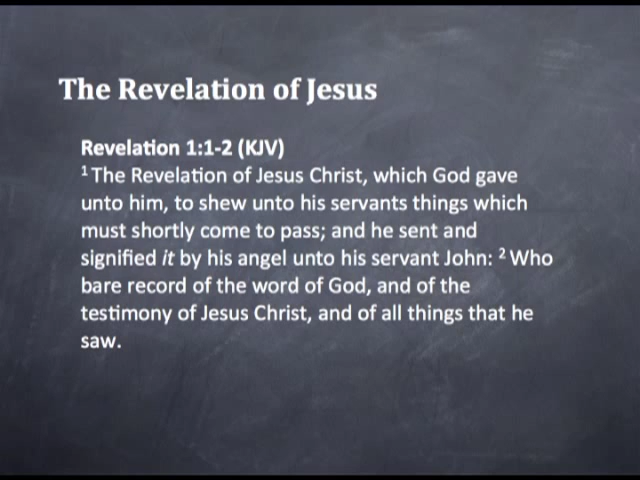 The Revelation of Jesus
Revelation 1:1-2 (KJV)
¹ The Revelation of Jesus Christ, which God gave
unto him, to shew unto his servants things which
must shortly come to pass; and he sent and
signified it by his angel unto his servant John: ² Who
bare record of the word of God, and of the
testimony of Jesus Christ, and of all things that he
saw.